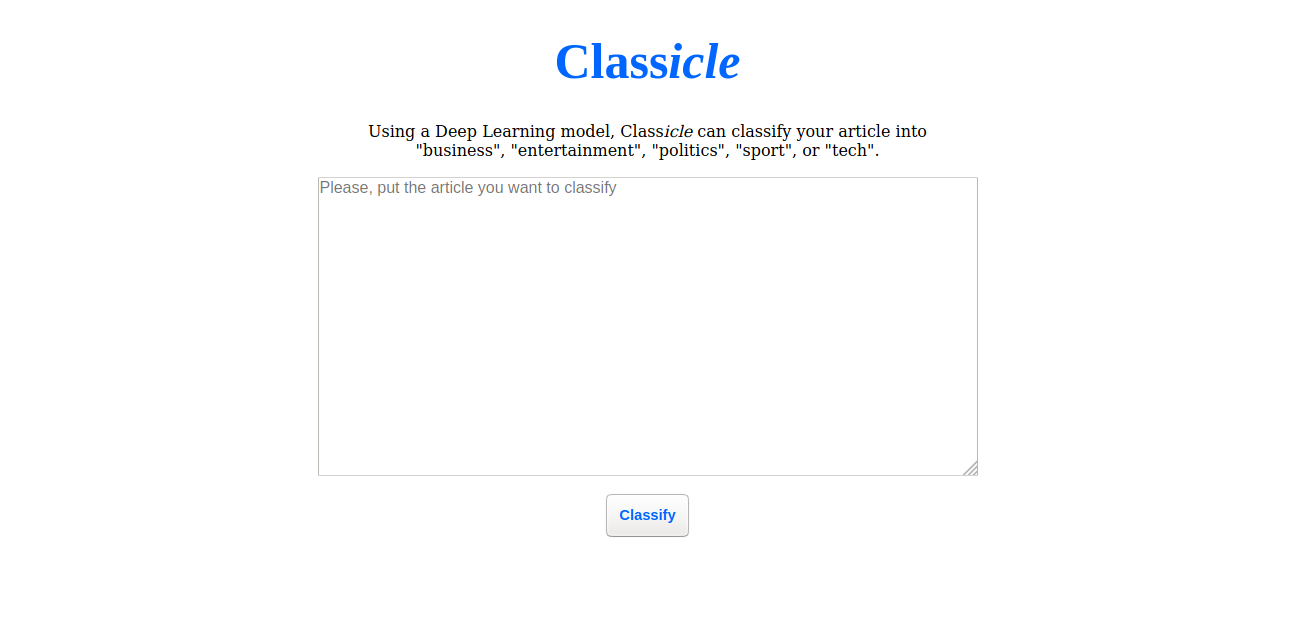 Classicle
Using a Deep Learning model, Classicle can classify your article into
"business", "entertainment", "politics", "sport", or "tech".
Please, put the article you want to classify
Classify